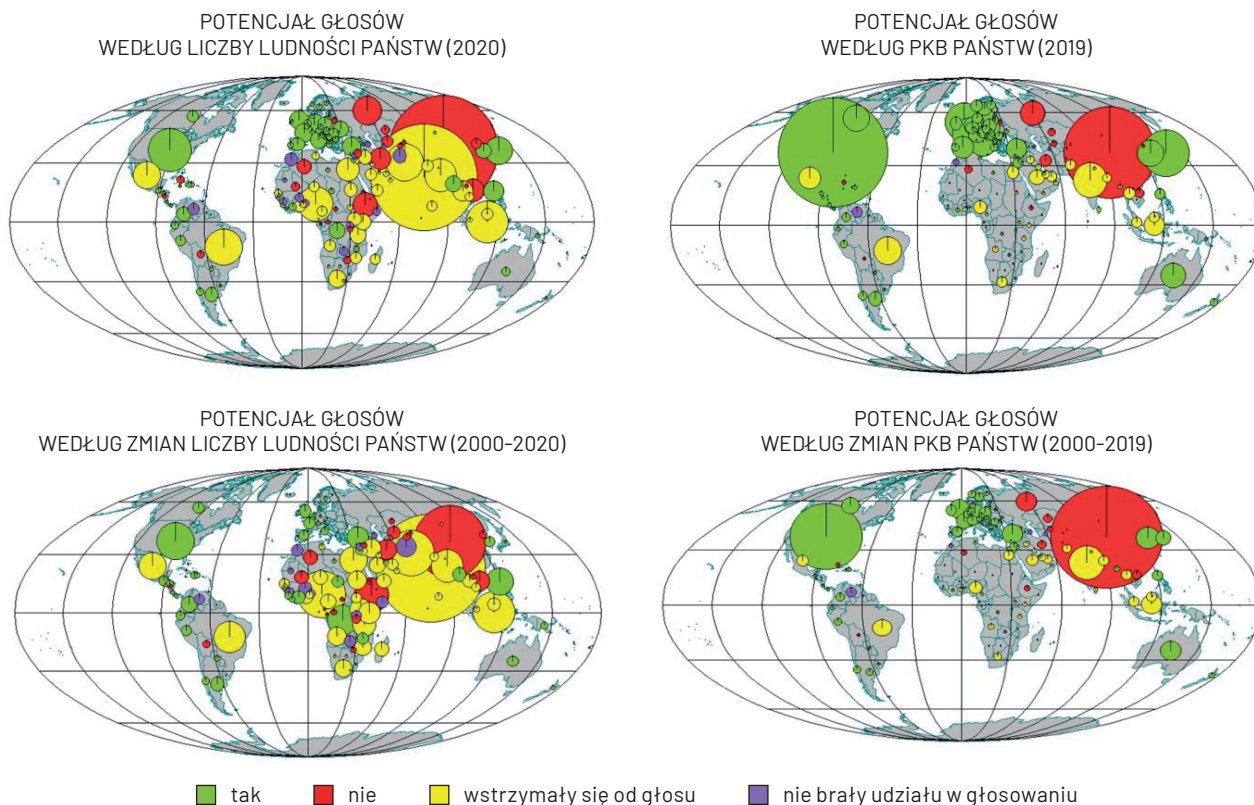 POTENCJAŁ GŁOSÓW
WEDŁUG LICZBY LUDNOŚCI PAŃSTW (2020)
POTENCJAŁ GŁOSÓW
WEDŁUG PKB PAŃSTW (2019)
POTENCJAŁ GŁOSÓW
WEDŁUG ZMIAN LICZBY LUDNOŚCI PAŃSTW (2000-2020)
POTENCJAŁ GŁOSÓW
WEDŁUG ZMIAN PKB PAŃSTW (2000-2019)
tak nie wstrzymały się od głosu nie brały udziału w głosowaniu